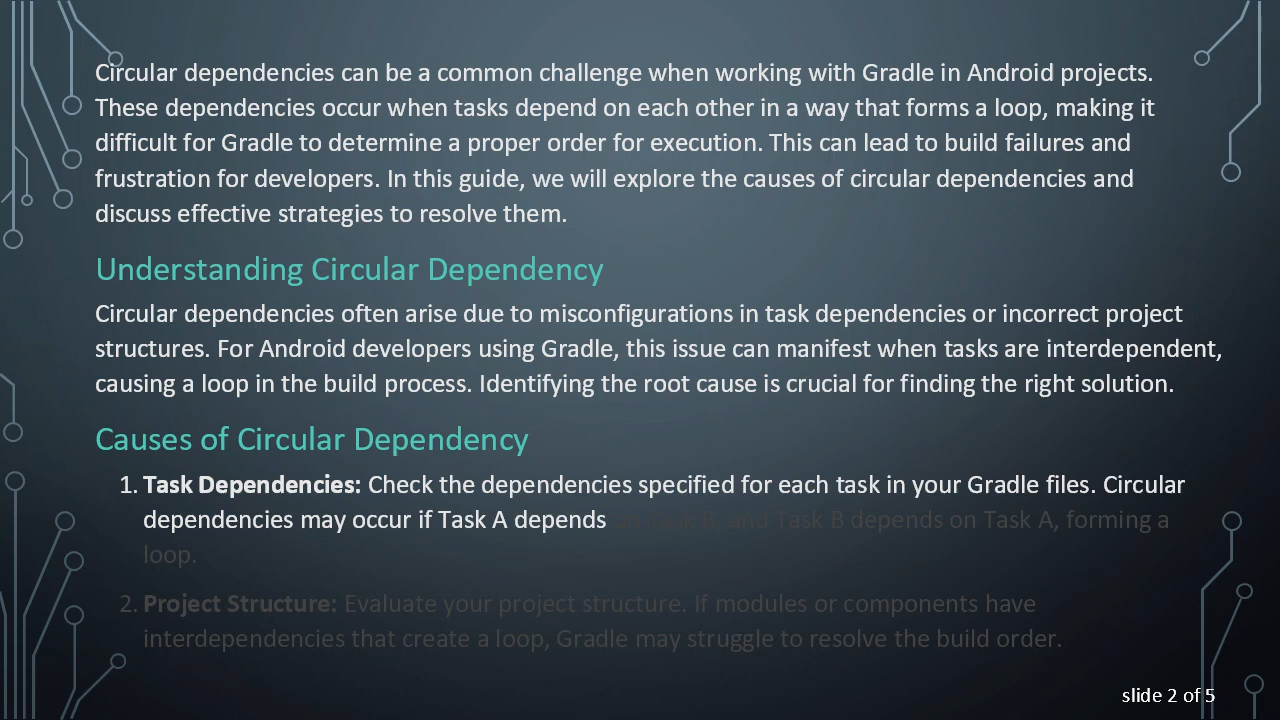 Circular dependencies can be a common challenge when working with Gradle in Android projects.
These dependencies occur when tasks depend on each other in a way that forms a loop, making it
difficult for Gradle to determine a proper order for execution. This can lead to build failures and
frustration for developers. In this guide, we will explore the causes of circular dependencies and
discuss effective strategies to resolve them.
Understanding Circular Dependency
Circular dependencies often arise due to misconfigurations in task dependencies or incorrect project
structures. For Android developers using Gradle, this issue can manifest when tasks are interdependent,
causing a loop in the build process. Identifying the root cause is crucial for finding the right solution.
Causes of Circular Dependency
1. Task Dependencies: Check the dependencies specified for each task in your Gradle files. Circular
dependencies may occur if Task A depends on Task B, and Task B depends on Task A, forming a
loop.
2. Project Structure: Evaluate your project structure. If modules or components have
interdependencies that create a loop, Gradle may struggle to resolve the build order.
slide 2 of 5